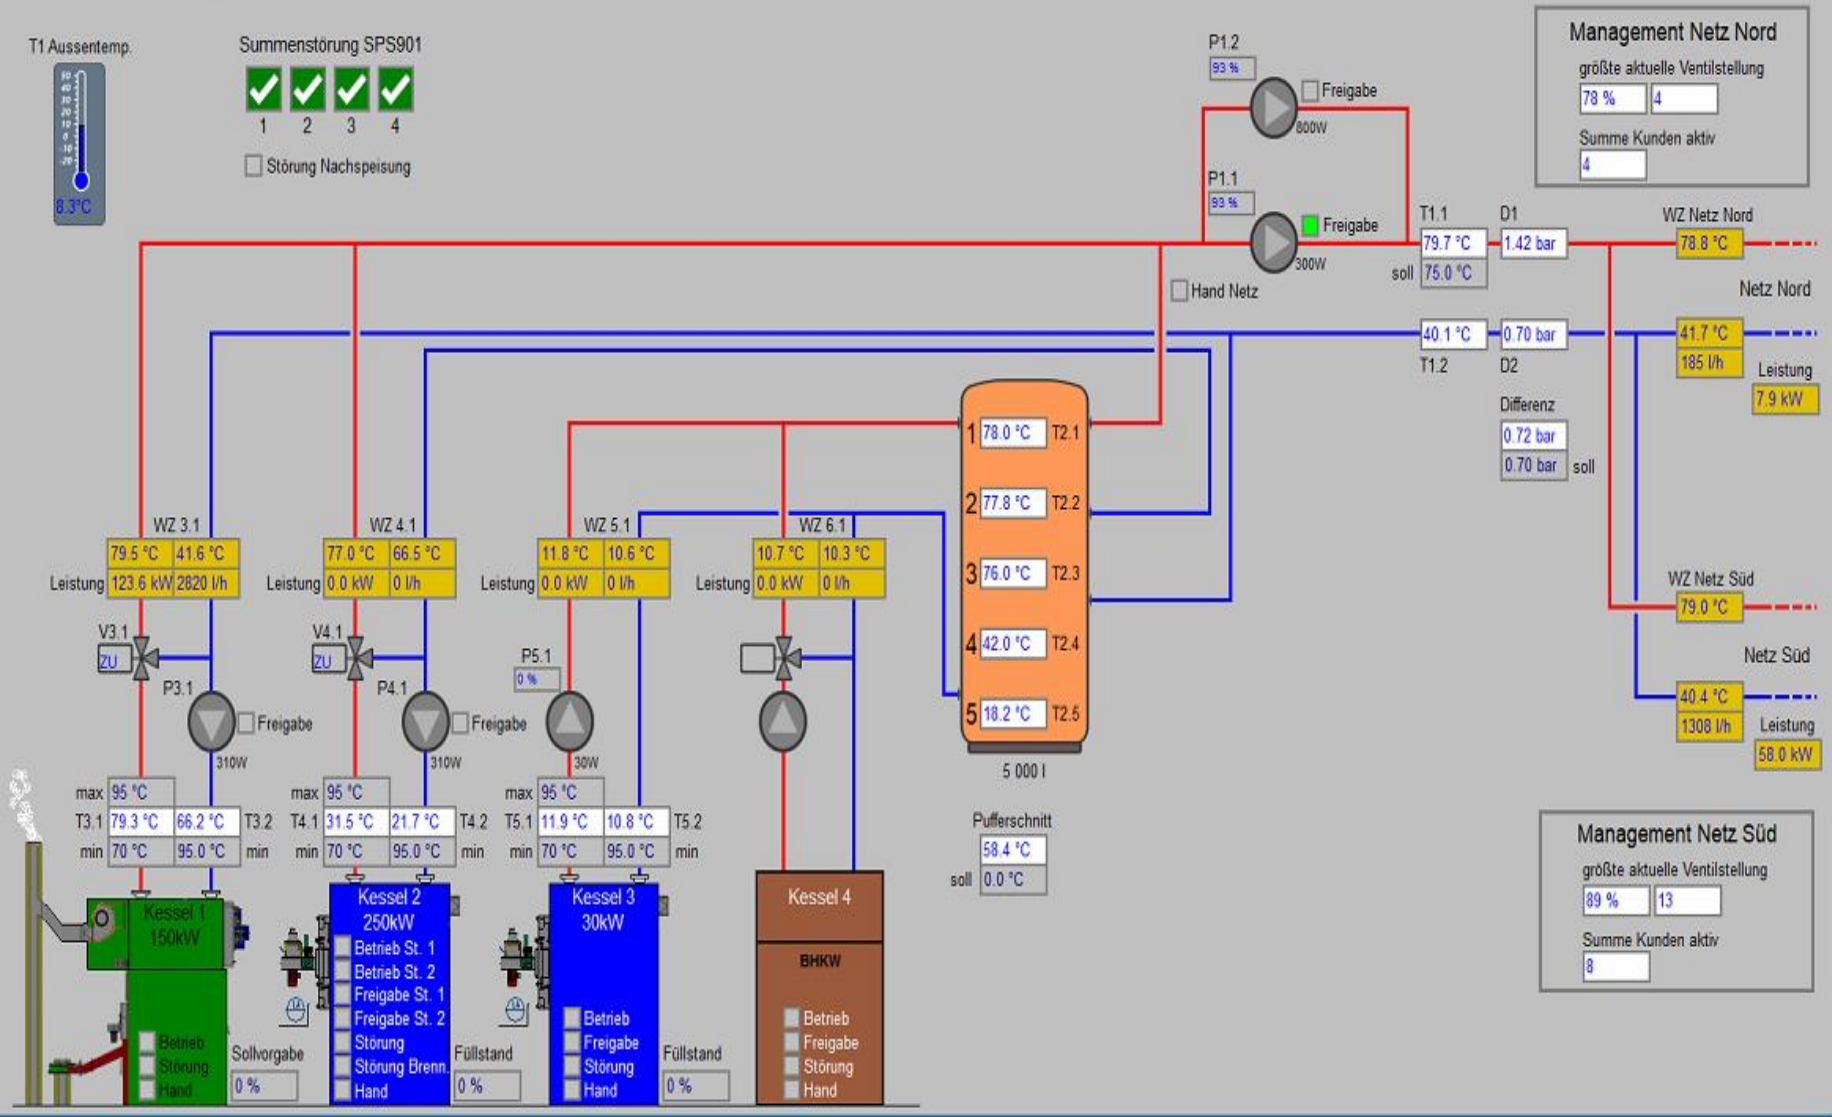 T1 Aussentemp.
50
40
30
20
10
0
-10
-20
8.3°C
Summenstörung SPS901
1 2 3 4
Störung Nachspeisung
P1.2
93 %
Freigabe
800W
P1.1
93 %
Freigabe
300W
Hand Netz
Management Netz Nord
größte aktuelle Ventilstellung
78 % 4
Summe Kunden aktiv
4
T1.1 D1
79.7 °C 1.42 bar
soll 75.0 °C
WZ Netz Nord
78.8 °C
Netz Nord
40.1 °C 0.70 bar
T1.2 D2
41.7 °C
185 l/h
Leistung
7.9 kW
Differenz
0.72 bar
0.70 bar soll
1 78.0 °C T2.1
2 77.8 °C T2.2
3 76.0 °C T2.3
4 42.0 °C T2.4
5 18.2 °C T2.5
5 000 l
Pufferschnitt
58.4 °C
soll 0.0 °C
WZ 3.1
79.5 °C 41.6 °C
Leistung 123.6 kW 2820 l/h
V3.1
ZU
P3.1
Freigabe
310W
max 95 °C
T3.1 79.3 °C 66.2 °C T3.2
min 70 °C 95.0 °C min
Kessel 1
150kW
Betrieb
Störung
Hand
Sollvorgabe
0 %
WZ 4.1
77.0 °C 66.5 °C
Leistung 0.0 kW 0 l/h
V4.1
ZU
P4.1
Freigabe
310W
max 95 °C
T4.1 31.5 °C 21.7 °C T4.2
min 70 °C 95.0 °C min
Kessel 2
250kW
Betrieb St. 1
Betrieb St. 2
Freigabe St. 1
Freigabe St. 2
Störung
Störung Brenn.
Hand
Füllstand
0 %
WZ 5.1
11.8 °C 10.6 °C
Leistung 0.0 kW 0 l/h
P5.1
0 %
30W
max 95 °C
T5.1 11.9 °C 10.8 °C T5.2
min 70 °C 95.0 °C min
Kessel 3
30kW
Betrieb
Freigabe
Störung
Hand
Füllstand
0 %
WZ 6.1
10.7 °C 10.3 °C
Leistung 0.0 kW 0 l/h
Kessel 4
BHKW
Betrieb
Freigabe
Störung
Hand
WZ Netz Süd
79.0 °C
Netz Süd
40.4 °C
1308 l/h
Leistung
58.0 kW
Management Netz Süd
größte aktuelle Ventilstellung
89 % 13
Summe Kunden aktiv
8